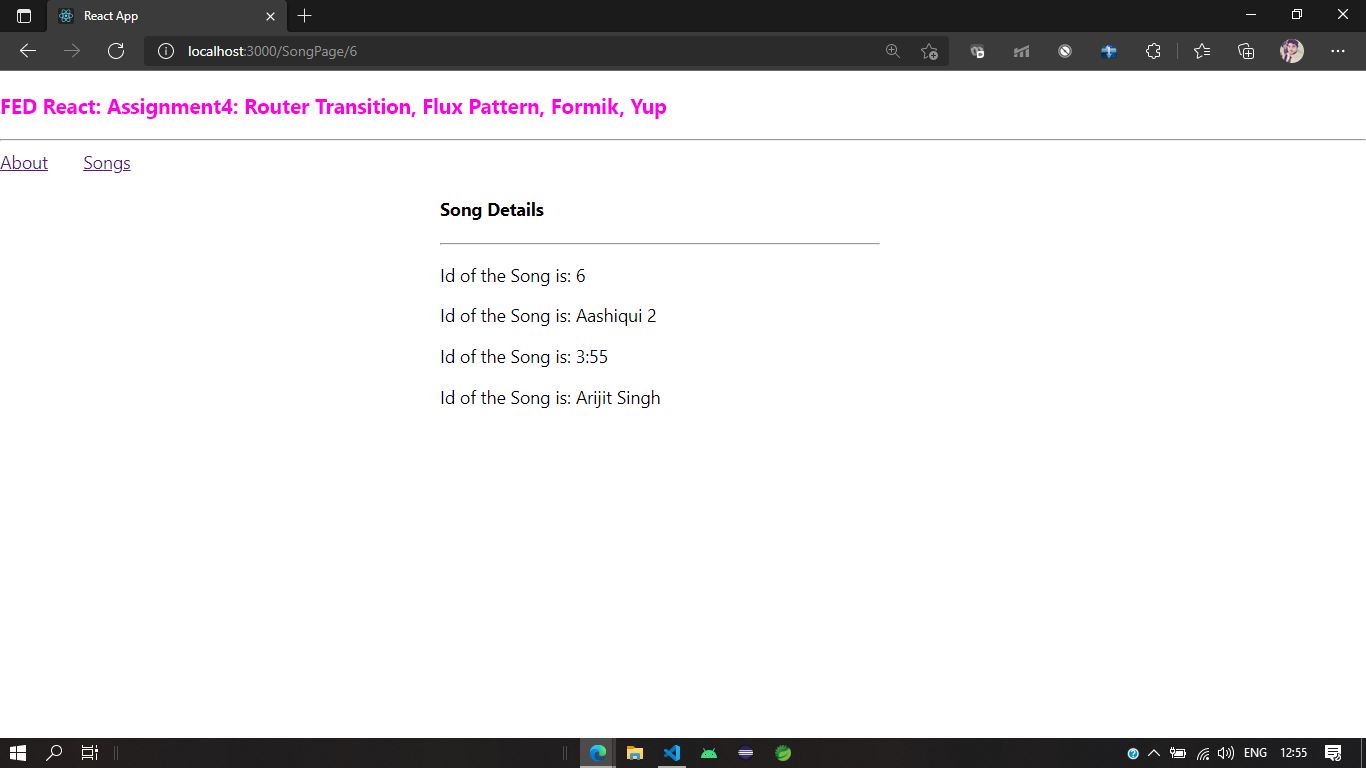 React App
localhost:3000/SongPage/6
FED React: Assignment4: Router Transition, Flux Pattern, Formik, Yup
About Songs
Song Details
Id of the Song is: 6
Id of the Song is: Aashiqui 2
Id of the Song is: 3:55
Id of the Song is: Arijit Singh
ENG 12:55